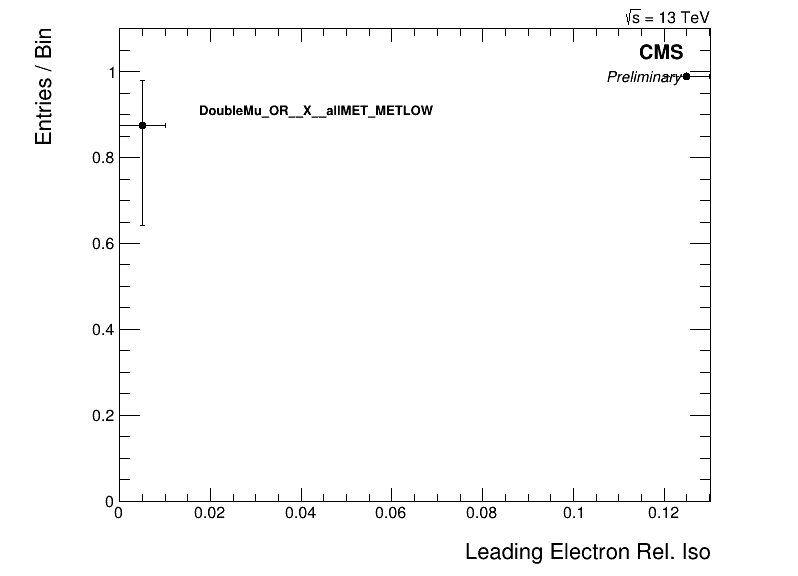 √s = 13 TeV
CMS
Preliminary
DoubleMu_OR__X__allMET_METLOW
Entries / Bin
1
0.8
0.6
0.4
0.2
0
0 0.02 0.04 0.06 0.08 0.1 0.12
Leading Electron Rel. Iso